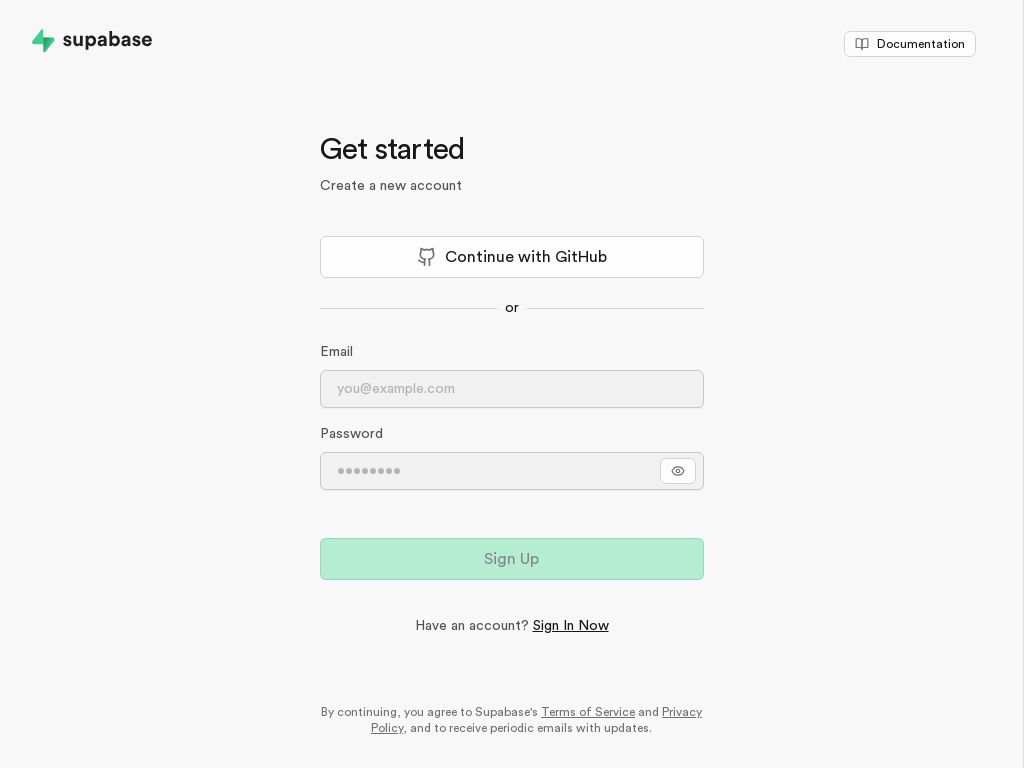 supabase
Documentation
Get started
Create a new account
Continue with GitHub
or
Email
you@example.com
Password
••••••••
Sign Up
Have an account? Sign In Now
By continuing, you agree to Supabase's Terms of Service and Privacy
Policy, and to receive periodic emails with updates.